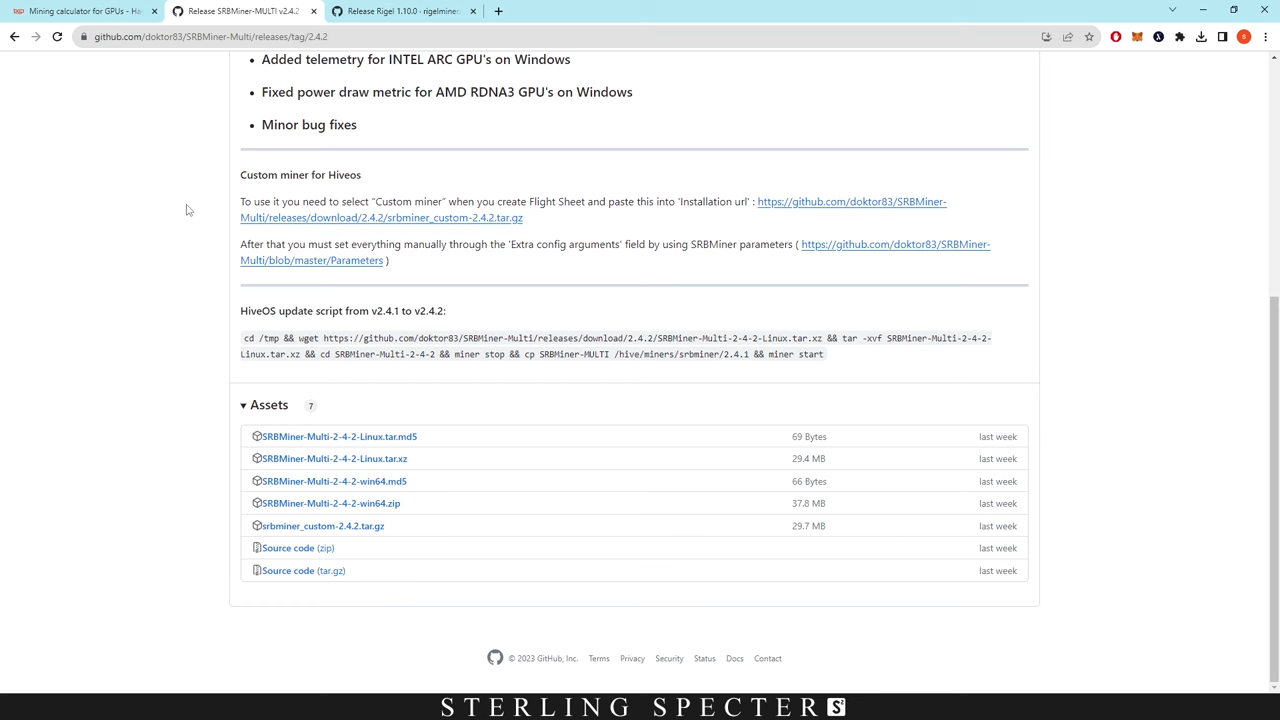 Mining calculator for GPUs - Ha
Release SRBMiner-MULTI v2.4.2
Release Rigel 1.10.0 · rigelminer
github.com/doktor83/SRBMiner-Multi/releases/tag/2.4.2
S
Added telemetry for INTEL ARC GPU's on Windows
Fixed power draw metric for AMD RDNA3 GPU's on Windows
Minor bug fixes
Custom miner for Hiveos
To use it you need to select "Custom miner" when you create Flight Sheet and paste this into 'Installation url' : https://github.com/doktor83/SRBMiner-
Multi/releases/download/2.4.2/srbminer_custom-2.4.2.tar.gz
After that you must set everything manually through the 'Extra config arguments' field by using SRBMiner parameters ( https://github.com/doktor83/SRBMiner-
Multi/blob/master/Parameters )
HiveOS update script from v2.4.1 to v2.4.2:
cd /tmp && wget https://github.com/doktor83/SRBMiner-Multi/releases/download/2.4.2/SRBMiner-Multi-2-4-2-Linux.tar.xz && tar -xvf SRBMiner-Multi-2-4-2-
Linux.tar.xz && cd SRBMiner-Multi-2-4-2 && miner stop && cp SRBMiner-MULTI /hive/miners/srbminer/2.4.1 && miner start
Assets 7
SRBMiner-Multi-2-4-2-Linux.tar.md5 69 Bytes last week
SRBMiner-Multi-2-4-2-Linux.tar.xz 29.4 MB last week
SRBMiner-Multi-2-4-2-win64.md5 66 Bytes last week
SRBMiner-Multi-2-4-2-win64.zip 37.8 MB last week
srbminer_custom-2.4.2.tar.gz 29.7 MB last week
Source code (zip) last week
Source code (tar.gz) last week
© 2023 GitHub, Inc. Terms Privacy Security Status Docs Contact
STERLING SPECTER S